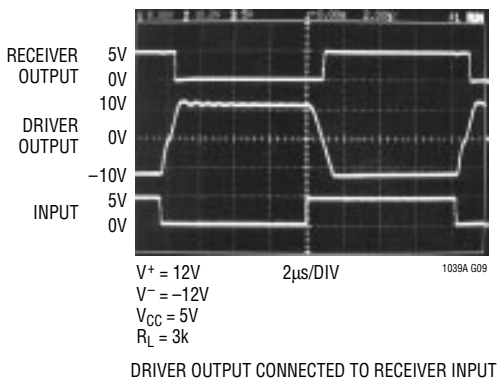 RECEIVER OUTPUT
5V
0V
DRIVER OUTPUT
10V
0V
–10V
INPUT
5V
0V
V+ = 12V
2µs/DIV
1039A G09
V– = –12V
VCC = 5V
RL = 3k
DRIVER OUTPUT CONNECTED TO RECEIVER INPUT